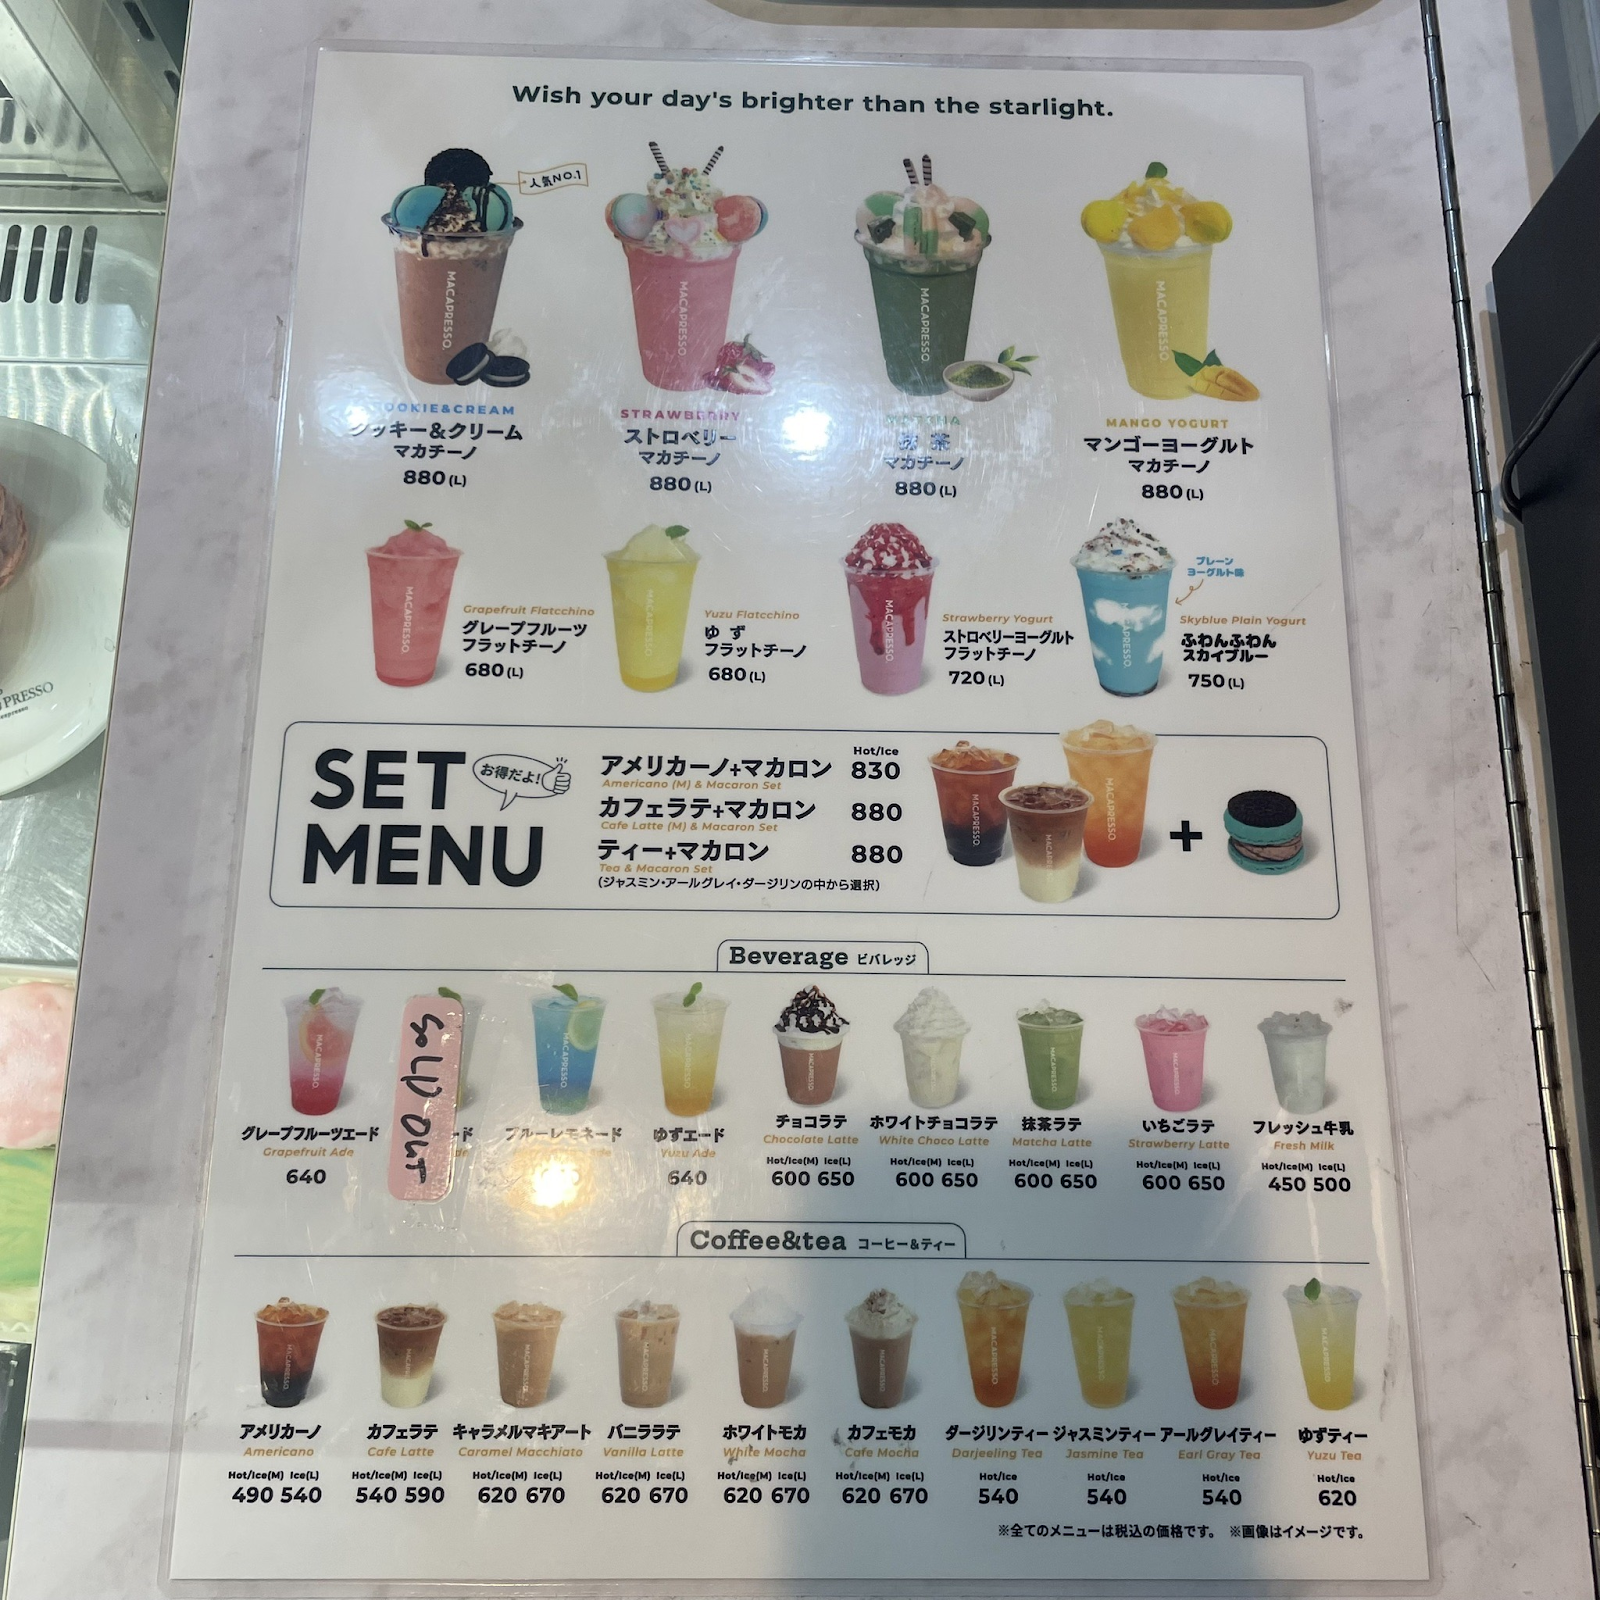 Wish your day's brighter than the starlight.
人気NO.1
MACAPRESSO.
MACAPRESSO.
MACAPRESSO.
MACAPRESSO.
OOKIE&CREAM
クッキー&クリーム
マカチーノ
880(L)
STRAWBERRY
ストロベリー
マカチーノ
880(L)
MATCHA
抹茶
マカチーノ
880(L)
MANGO YOGURT
マンゴーヨーグルト
マカチーノ
880(L)
MACAPRESSO.
Grapefruit Flatcchino
グレープフルーツ
フラットチーノ
680(L)
MACAPRESSO.
Yuzu Flatcchino
ゆず
フラットチーノ
680(L)
MACAPRESSO.
Strawberry Yogurt
ストロベリーヨーグルト
フラットチーノ
720(L)
プレーン
ヨーグルト味
Skyblue Plain Yogurt
ふわんふわん
スカイブルー
750(L)
SET
MENU
お得だよ!
Hot/Ice
アメリカーノ+マカロン 830
Americano (M) & Macaron Set
カフェラテ+マカロン 880
Cafe Latte (M) & Macaron Set
ティー+マカロン 880
Tea & Macaron Set
(ジャスミン・アールグレイ・ダージリンの中から選択)
MACAPRESSO.
MACAPRESSO.
+
Beverage ビバレッジ
グレープフルーツエード
Grapefruit Ade
640
SOLD OUT
ード
ブルーレモネード
ゆずエード
Yuzu Ade
640
チョコラテ
Chocolate Latte
Hot/Ice(M) Ice(L)
600 650
ホワイトチョコラテ
White Choco Latte
Hot/Ice(M) Ice(L)
600 650
抹茶ラテ
Matcha Latte
Hot/Ice(M) Ice(L)
600 650
いちごラテ
Strawberry Latte
Hot/Ice(M) Ice(L)
600 650
フレッシュ牛乳
Fresh Milk
Hot/Ice(M) Ice(L)
450 500
Coffee&tea コーヒー&ティー
アメリカーノ
Americano
Hot/Ice(M) Ice(L)
490 540
カフェラテ
Cafe Latte
Hot/Ice(M) Ice(L)
540 590
キャラメルマキアート
Caramel Macchiato
Hot/Ice(M) Ice(L)
620 670
バニララテ
Vanilla Latte
Hot/Ice(M) Ice(L)
620 670
ホワイトモカ
White Mocha
Hot/Ice(M) Ice(L)
620 670
カフェモカ
Cafe Mocha
Hot/Ice(M) Ice(L)
620 670
ダージリンティー
Darjeeling Tea
Hot/Ice
540
ジャスミンティー
Jasmine Tea
Hot/Ice
540
アールグレイティー
Earl Gray Tea
Hot/Ice
540
ゆずティー
Yuzu Tea
Hot/Ice
620
※全てのメニューは税込の価格です。 ※画像はイメージです。